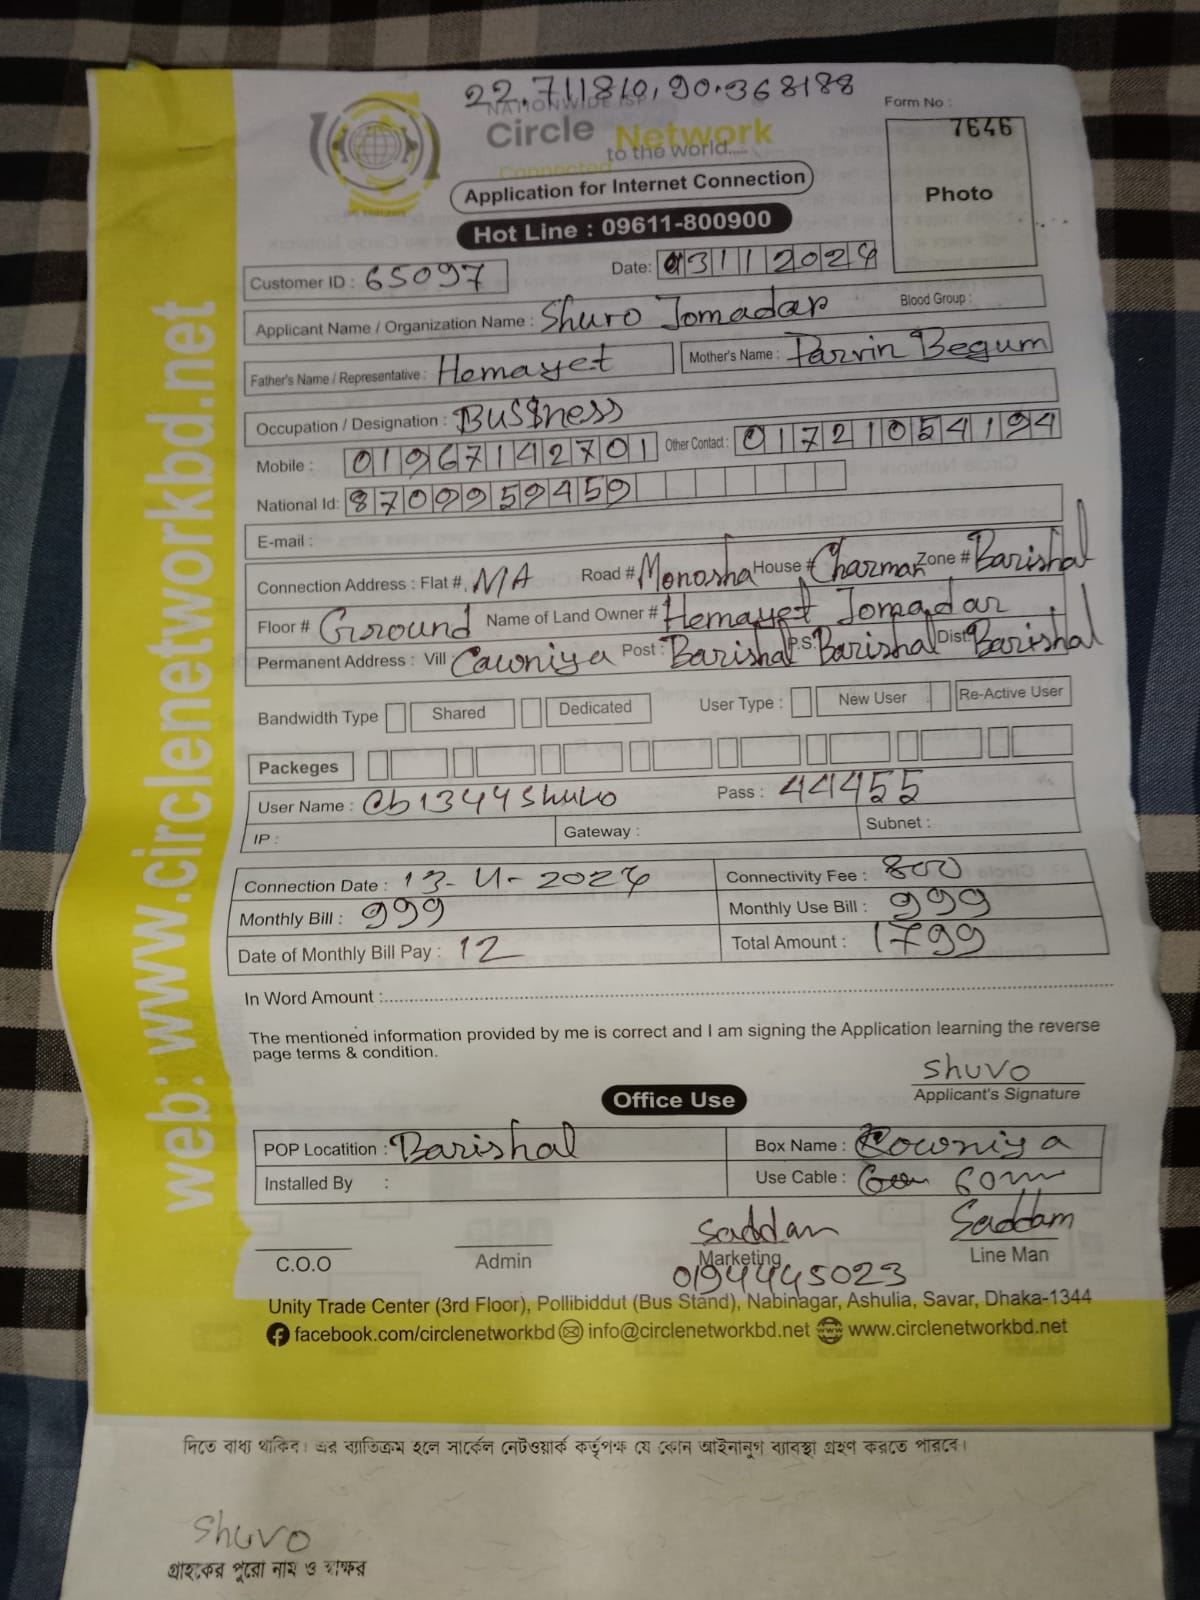 22.711810, 90.368188
NATIONWIDE ISP
Circle Network
Connected to the world.....
Application for Internet Connection
Hot Line : 09611-800900
Form No :
7646
Photo
Customer ID : 65097
Date: 13112024
Applicant Name / Organization Name : Shuvo Jomadar Blood Group :
Father's Name / Representative : Hemayet Mother's Name : Parvin Begum
Occupation / Designation : Bussness
Mobile : 01967142701 Other Contact : 01721054194
National Id: 8709959459
E-mail :
Connection Address : Flat #. N/A Road # Monosha House # Charman Zone # Barishal
Floor # Ground Name of Land Owner # Hemayet Jomadar
Permanent Address : Vill Cawniya Post : Barishal P.S. Barishal Dist: Barishal
Bandwidth Type Shared Dedicated User Type : New User Re-Active User
Packeges
User Name : cb1344shuvo Pass : 44455
IP : Gateway : Subnet :
Connection Date : 13-11-2024 Connectivity Fee : 800
Monthly Bill : 999 Monthly Use Bill : 999
Date of Monthly Bill Pay : 12 Total Amount : 1799
In Word Amount :
The mentioned information provided by me is correct and I am signing the Application learning the reverse
page terms & condition.
Shuvo
Applicant's Signature
Office Use
POP Locatition : Barishal Box Name : Cowniya
Installed By : Use Cable : 60m
Saddam Saddam
C.O.O Admin Marketing Line Man
01944445023
Unity Trade Center (3rd Floor), Pollibiddut (Bus Stand), Nabinagar, Ashulia, Savar, Dhaka-1344
facebook.com/circlenetworkbd info@circlenetworkbd.net www.circlenetworkbd.net
web: www.circlenetworkbd.net
দিতে বাধ্য থাকিব। এর ব্যাতিক্রম হলে সার্কেল নেটওয়ার্ক কর্তৃপক্ষ যে কোন আইনানুগ ব্যাবস্থা গ্রহণ করতে পারবে।
Shuvo
গ্রাহকের পুরো নাম ও স্বাক্ষর